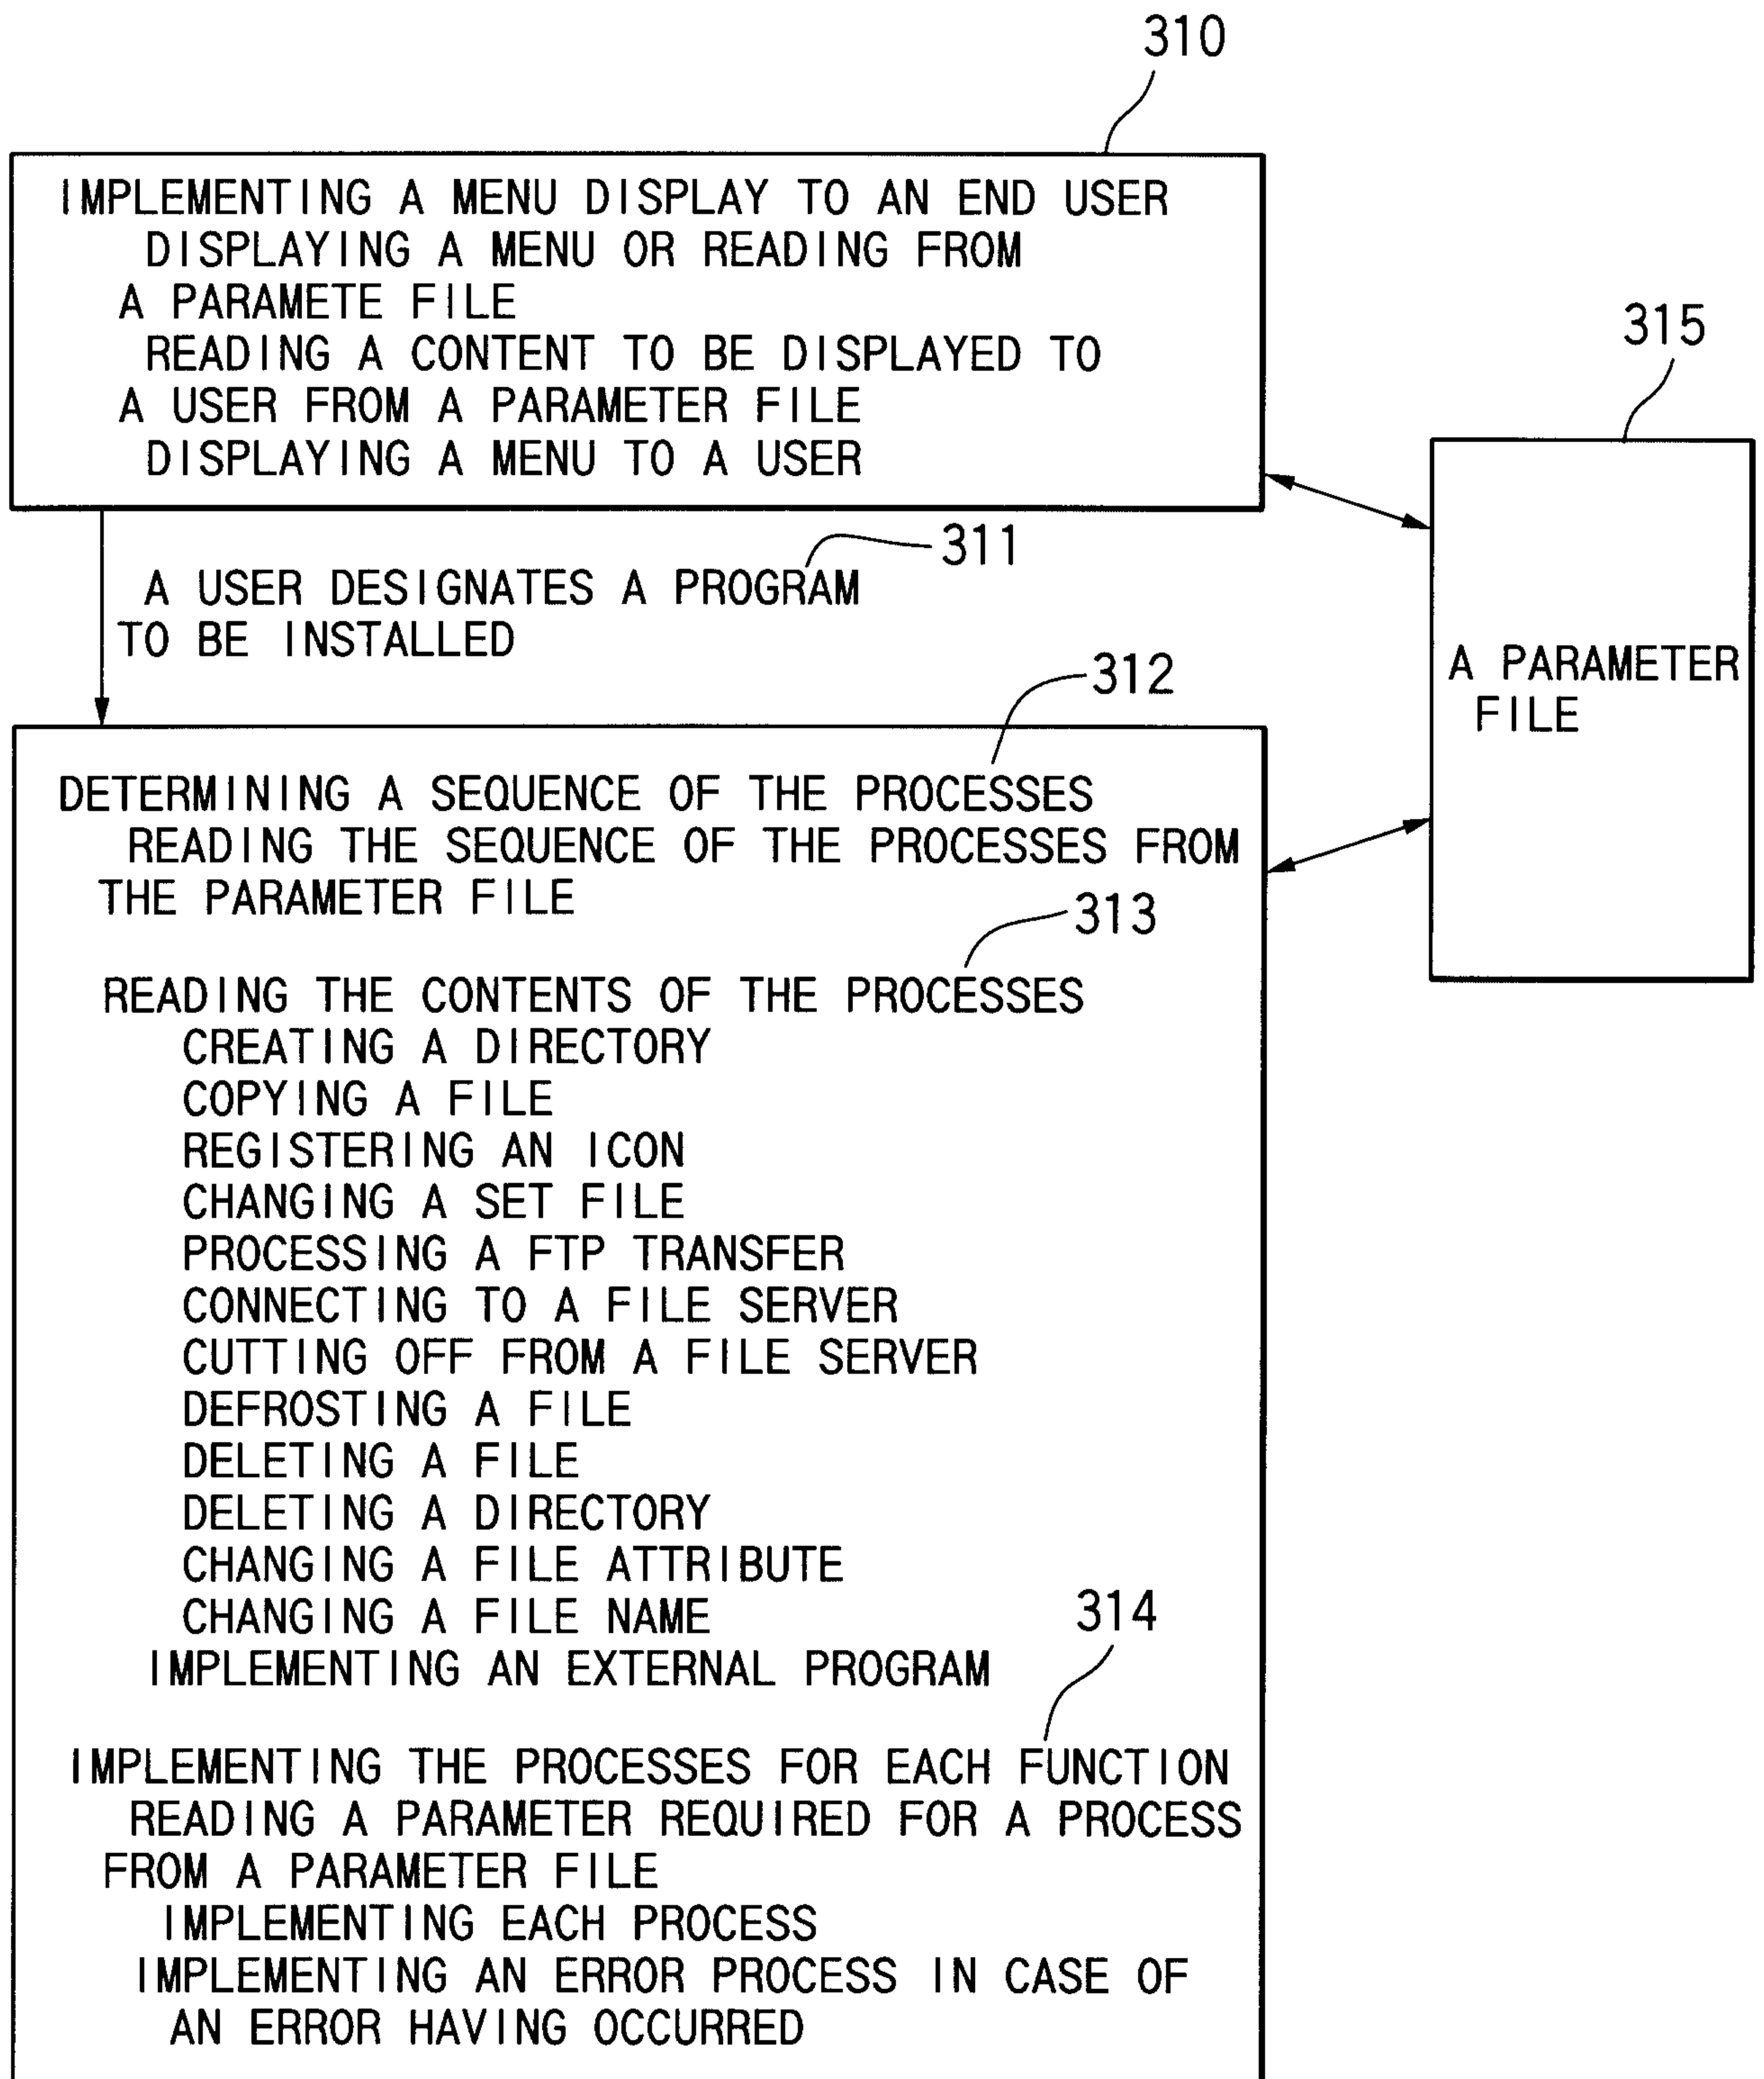 310
IMPLEMENTING A MENU DISPLAY TO AN END USER
DISPLAYING A MENU OR READING FROM
A PARAMETE FILE
READING A CONTENT TO BE DISPLAYED TO
A USER FROM A PARAMETER FILE
DISPLAYING A MENU TO A USER
315
A PARAMETER
FILE
311
A USER DESIGNATES A PROGRAM
TO BE INSTALLED
312
DETERMINING A SEQUENCE OF THE PROCESSES
READING THE SEQUENCE OF THE PROCESSES FROM
THE PARAMETER FILE
313
READING THE CONTENTS OF THE PROCESSES
CREATING A DIRECTORY
COPYING A FILE
REGISTERING AN ICON
CHANGING A SET FILE
PROCESSING A FTP TRANSFER
CONNECTING TO A FILE SERVER
CUTTING OFF FROM A FILE SERVER
DEFROSTING A FILE
DELETING A FILE
DELETING A DIRECTORY
CHANGING A FILE ATTRIBUTE
CHANGING A FILE NAME
IMPLEMENTING AN EXTERNAL PROGRAM
314
IMPLEMENTING THE PROCESSES FOR EACH FUNCTION
READING A PARAMETER REQUIRED FOR A PROCESS
FROM A PARAMETER FILE
IMPLEMENTING EACH PROCESS
IMPLEMENTING AN ERROR PROCESS IN CASE OF
AN ERROR HAVING OCCURRED